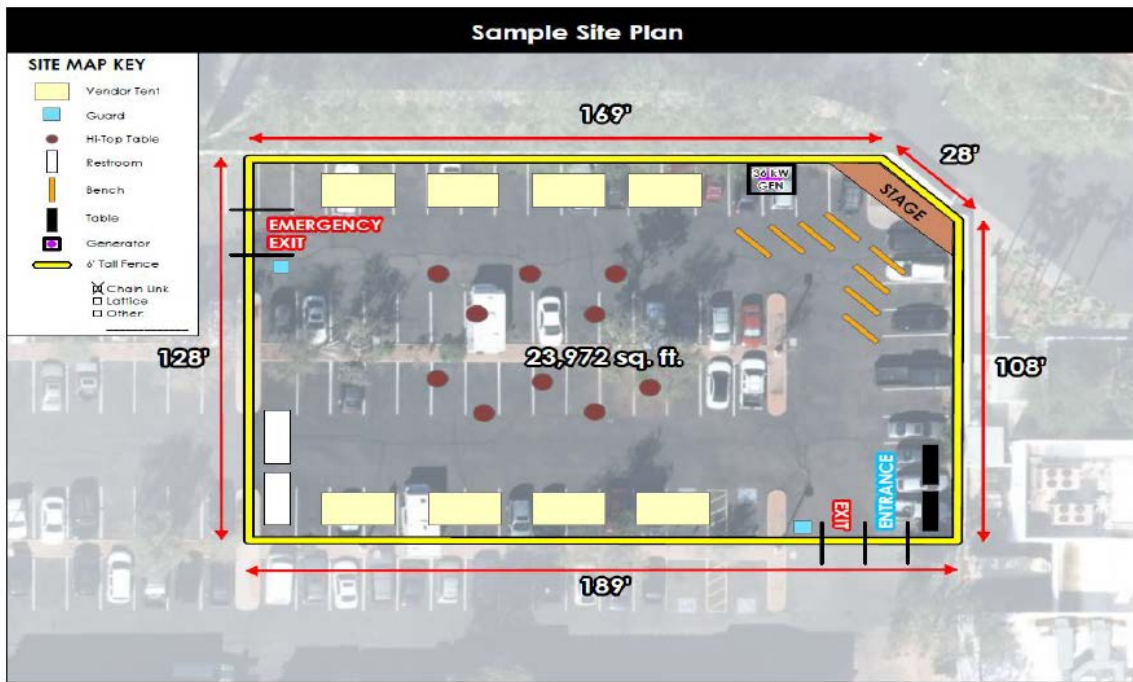 Sample Site Plan
SITE MAP KEY
Vendor Tent
Guard
Hi-Top Table
Restroom
Bench
Table
Generator
6' Tall Fence
Chain Link
Lattice
Other:
169'
28'
36 kW
GEN
STAGE
EMERGENCY
EXIT
128'
23,972 sq. ft.
108'
EXIT
ENTRANCE
189'